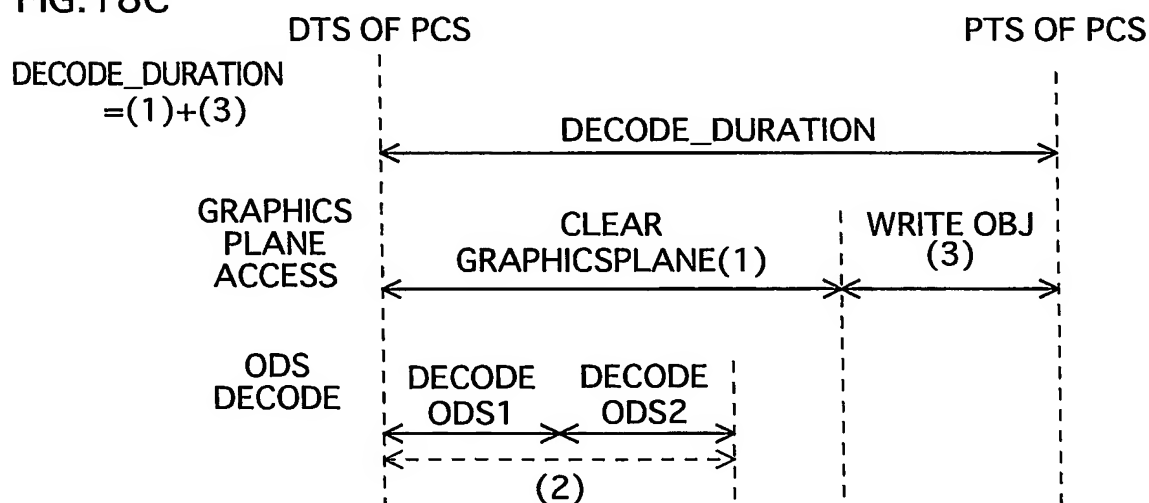 FIG. 18C
DTS OF PCS
PTS OF PCS
DECODE_DURATION
=(1)+(3)
DECODE_DURATION
GRAPHICS
PLANE
ACCESS
CLEAR
GRAPHICSPLANE(1)
WRITE OBJ
(3)
ODS
DECODE
DECODE
ODS1
DECODE
ODS2
(2)